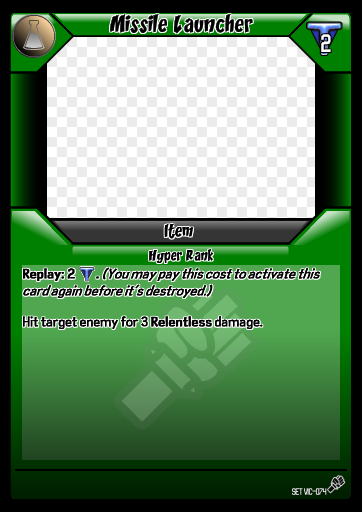 Missile Launcher
2
Item
Hyper Rank
Replay: 2 . (You may pay this cost to activate this
card again before it's destroyed.)
Hit target enemy for 3 Relentless damage.
SET VIC-074